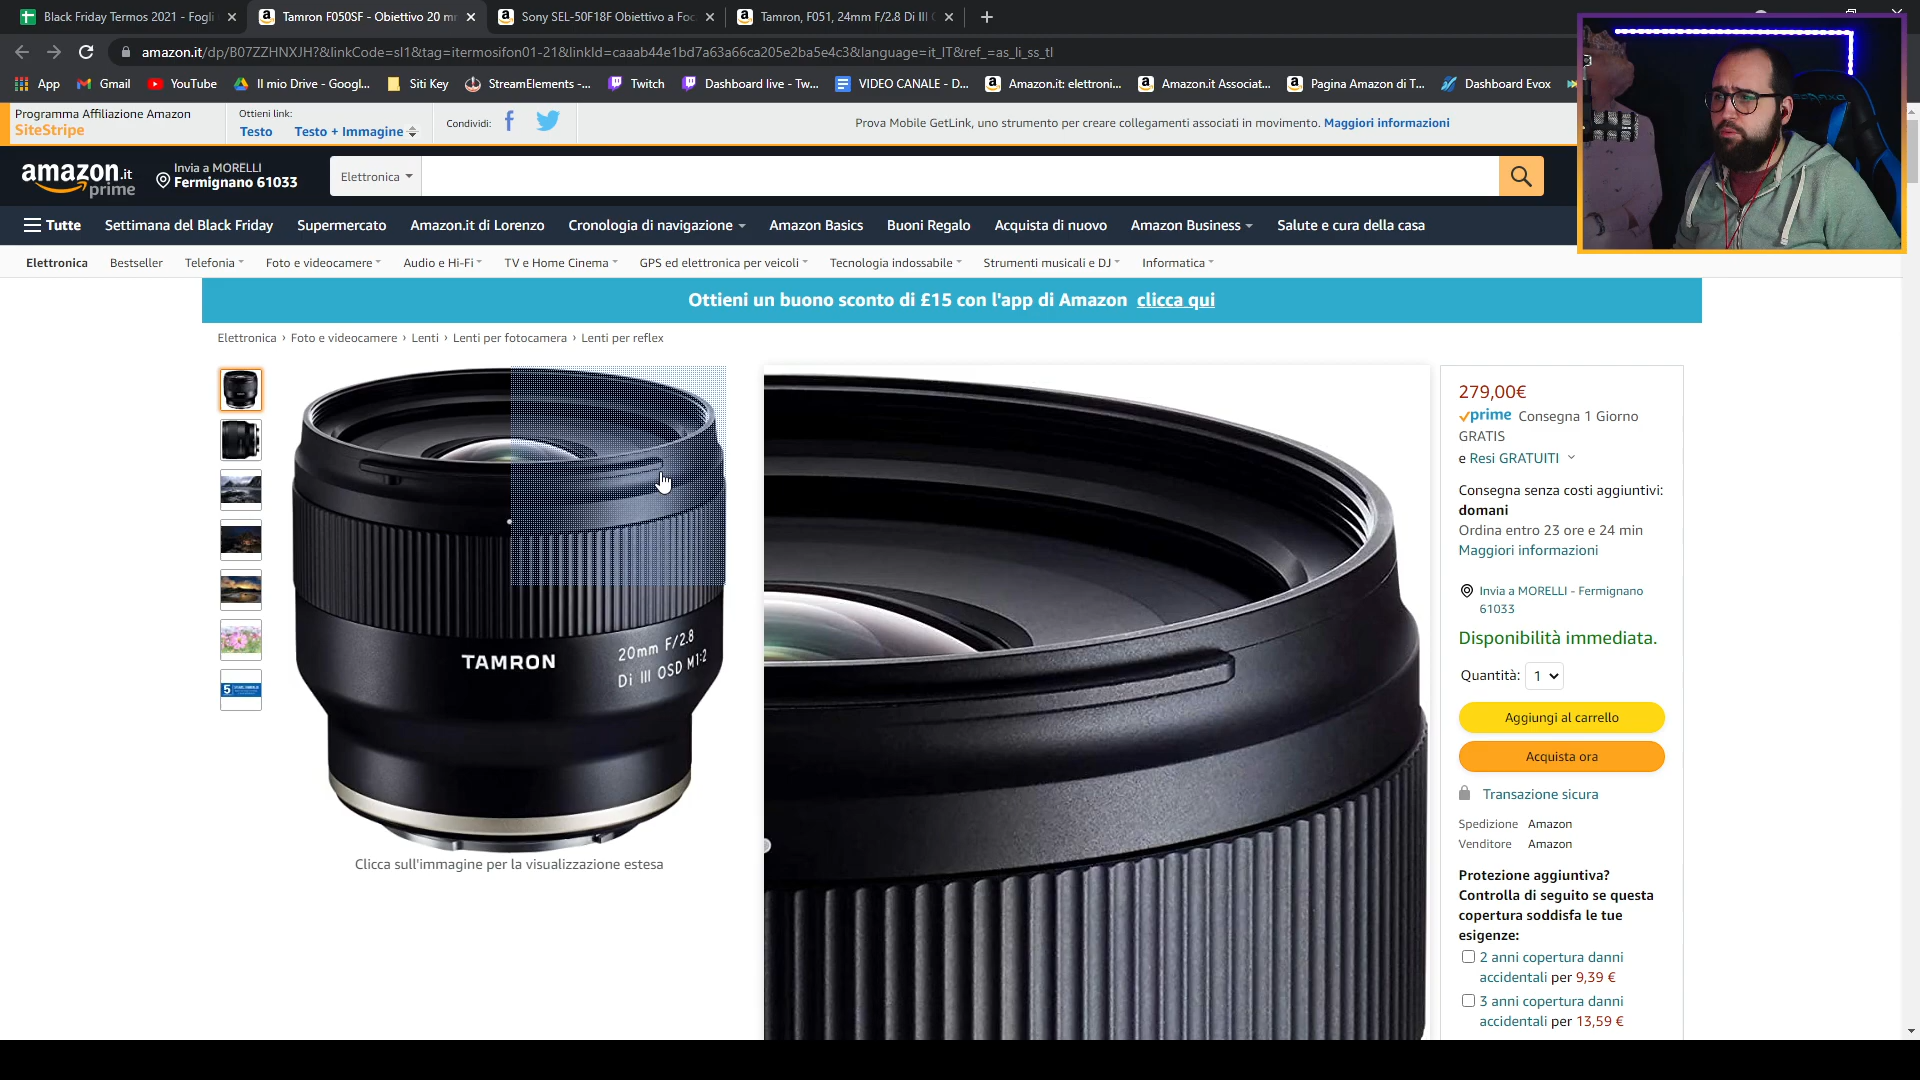 Black Friday Termos 2021 - Fogli
Tamron F050SF - Obiettivo 20 mm
Sony SEL-50F18F Obiettivo a Foc
Tamron, F051, 24mm F/2.8 Di III
amazon.it/dp/B07ZZHNXJH?&linkCode=sl1&tag=itermosifon01-21&linkId=caaab44e1bd7a63a66ca205e2ba5e4c3&language=it_IT&ref_=as_li_ss_tl
App Gmail YouTube Il mio Drive - Googl... Siti Key StreamElements -... Twitch Dashboard live - Tw... VIDEO CANALE - D... Amazon.it: elettroni... Amazon.it Associat... Pagina Amazon di T... Dashboard Evox
Programma Affiliazione Amazon
SiteStripe
Ottieni link:
Testo Testo + Immagine
Condividi:
Prova Mobile GetLink, uno strumento per creare collegamenti associati in movimento. Maggiori informazioni
amazon.it
prime
Invia a MORELLI
Fermignano 61033
Elettronica
Tutte Settimana del Black Friday Supermercato Amazon.it di Lorenzo Cronologia di navigazione Amazon Basics Buoni Regalo Acquista di nuovo Amazon Business Salute e cura della casa
Elettronica Bestseller Telefonia Foto e videocamere Audio e Hi-Fi TV e Home Cinema GPS ed elettronica per veicoli Tecnologia indossabile Strumenti musicali e DJ Informatica
Ottieni un buono sconto di £15 con l'app di Amazon clicca qui
Elettronica › Foto e videocamere › Lenti › Lenti per fotocamera › Lenti per reflex
TAMRON
20mm F/2.8
Di III OSD M1:2
5
Clicca sull'immagine per la visualizzazione estesa
279,00€
prime Consegna 1 Giorno
GRATIS
e Resi GRATUITI
Consegna senza costi aggiuntivi:
domani
Ordina entro 23 ore e 24 min
Maggiori informazioni
Invia a MORELLI - Fermignano
61033
Disponibilità immediata.
Quantità: 1
Aggiungi al carrello
Acquista ora
Transazione sicura
Spedizione Amazon
Venditore Amazon
Protezione aggiuntiva?
Controlla di seguito se questa
copertura soddisfa le tue
esigenze:
2 anni copertura danni
accidentali per 9,39 €
3 anni copertura danni
accidentali per 13,59 €